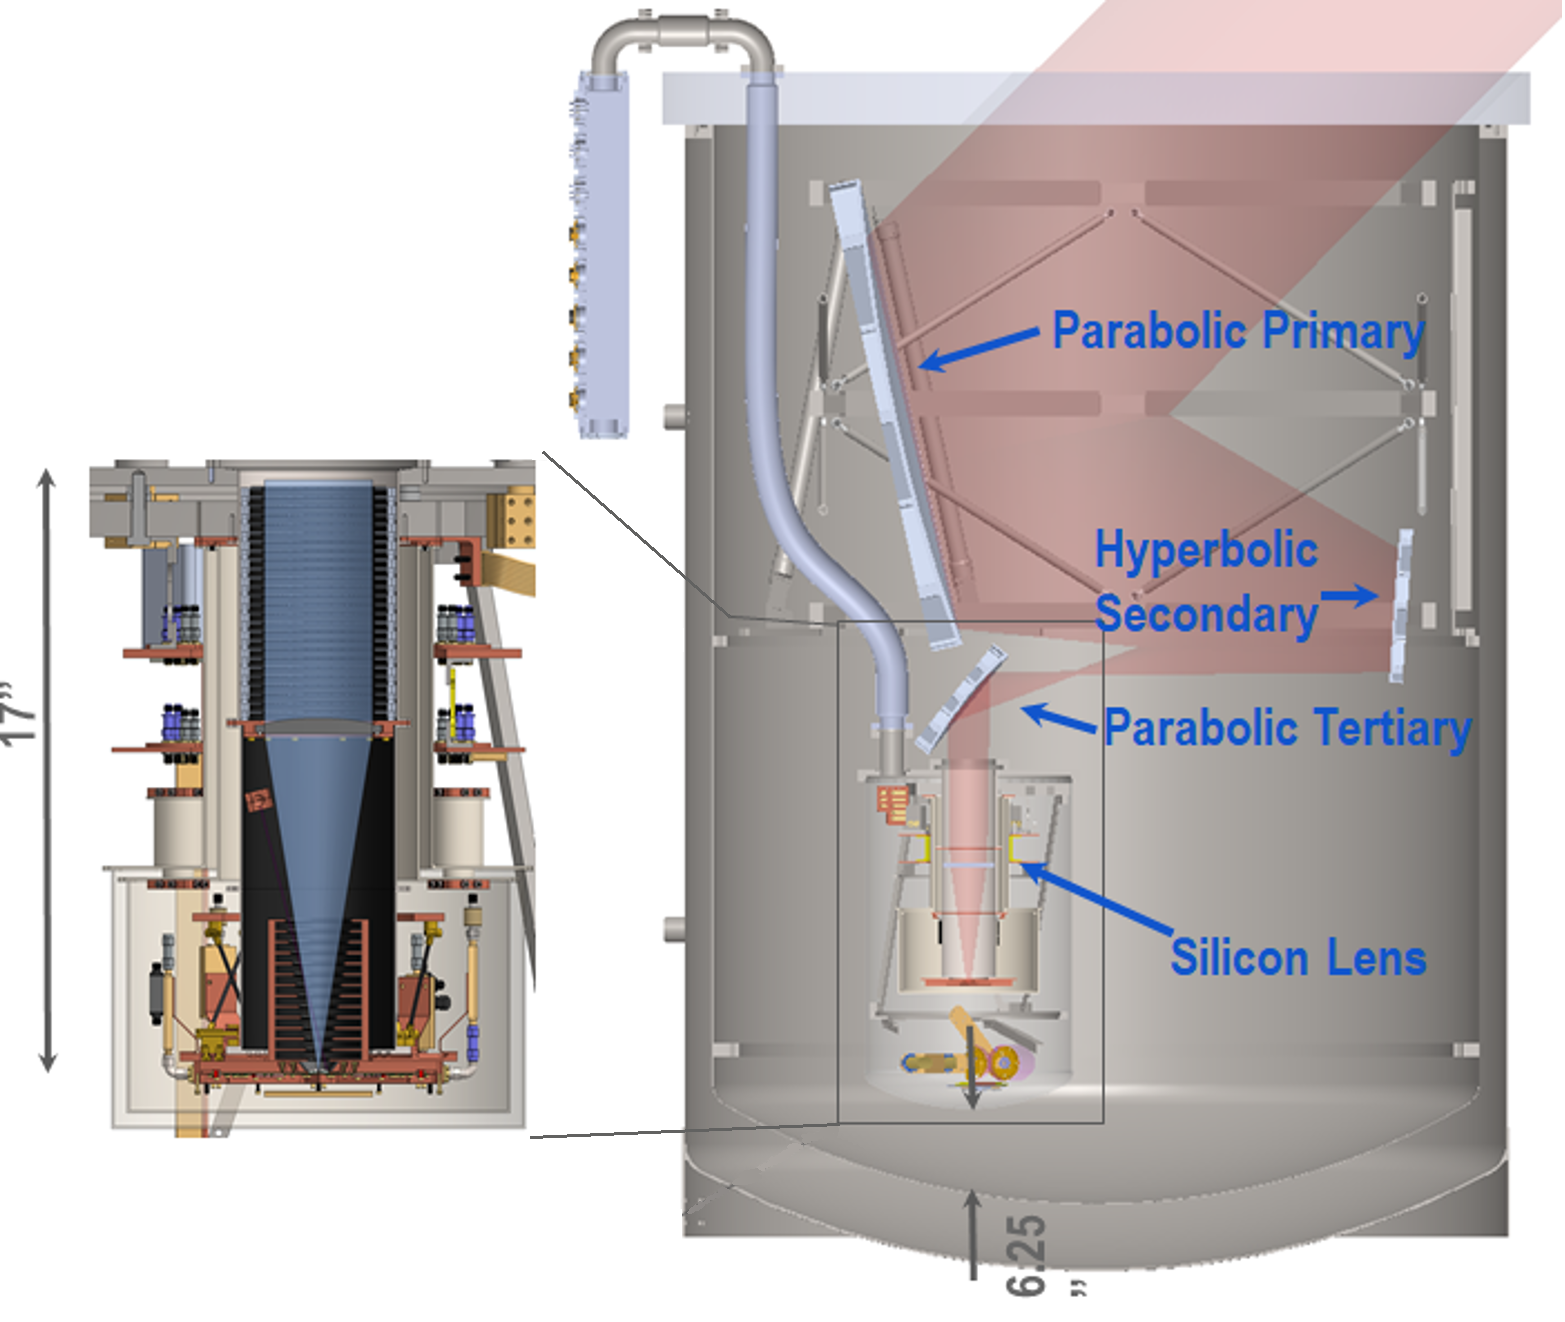 Parabolic Primary
Hyperbolic
Secondary
Parabolic Tertiary
Silicon Lens
17”
6.25
”